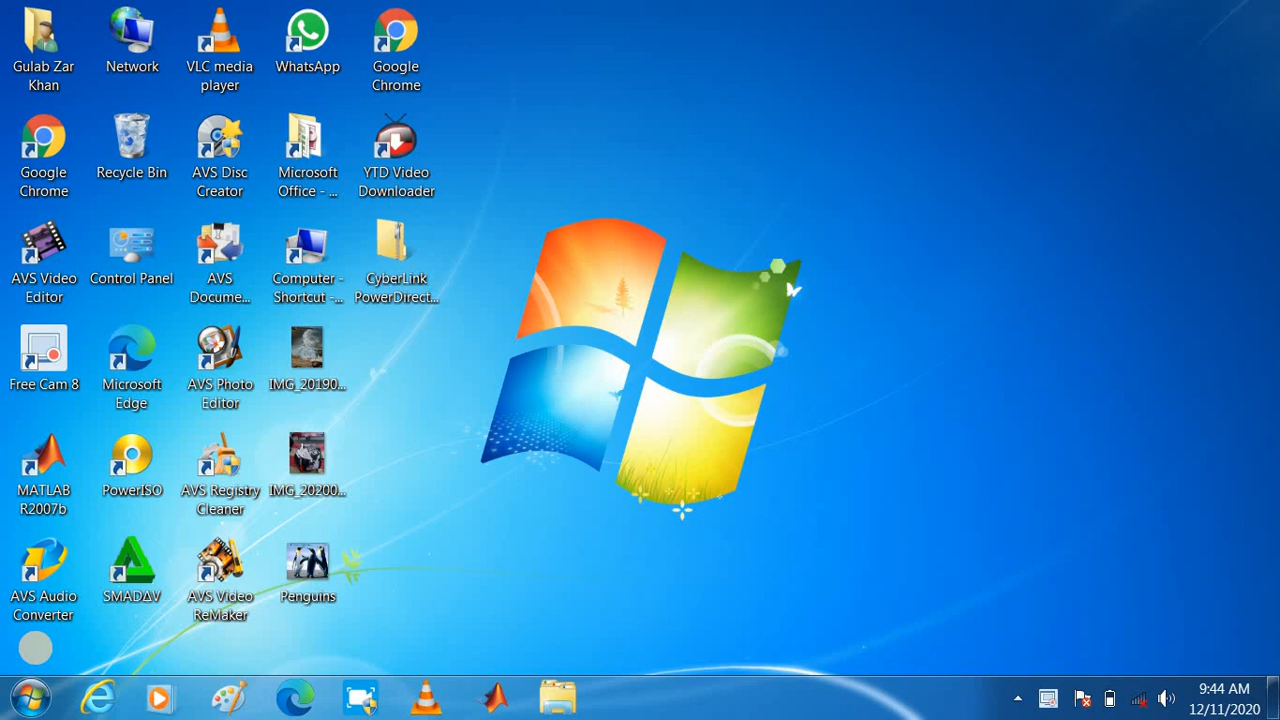 Gulab Zar
Khan
Network
VLC media
player
WhatsApp
Google
Chrome
Google
Chrome
Recycle Bin
AVS Disc
Creator
Microsoft
Office - ...
YTD Video
Downloader
AVS Video
Editor
Control Panel
AVS
Docume...
Computer -
Shortcut -...
CyberLink
PowerDirect...
Free Cam 8
Microsoft
Edge
AVS Photo
Editor
IMG_20190...
MATLAB
R2007b
PowerISO
AVS Registry
Cleaner
IMG_20200...
AVS Audio
Converter
SMADΔV
AVS Video
ReMaker
Penguins
9:44 AM
12/11/2020